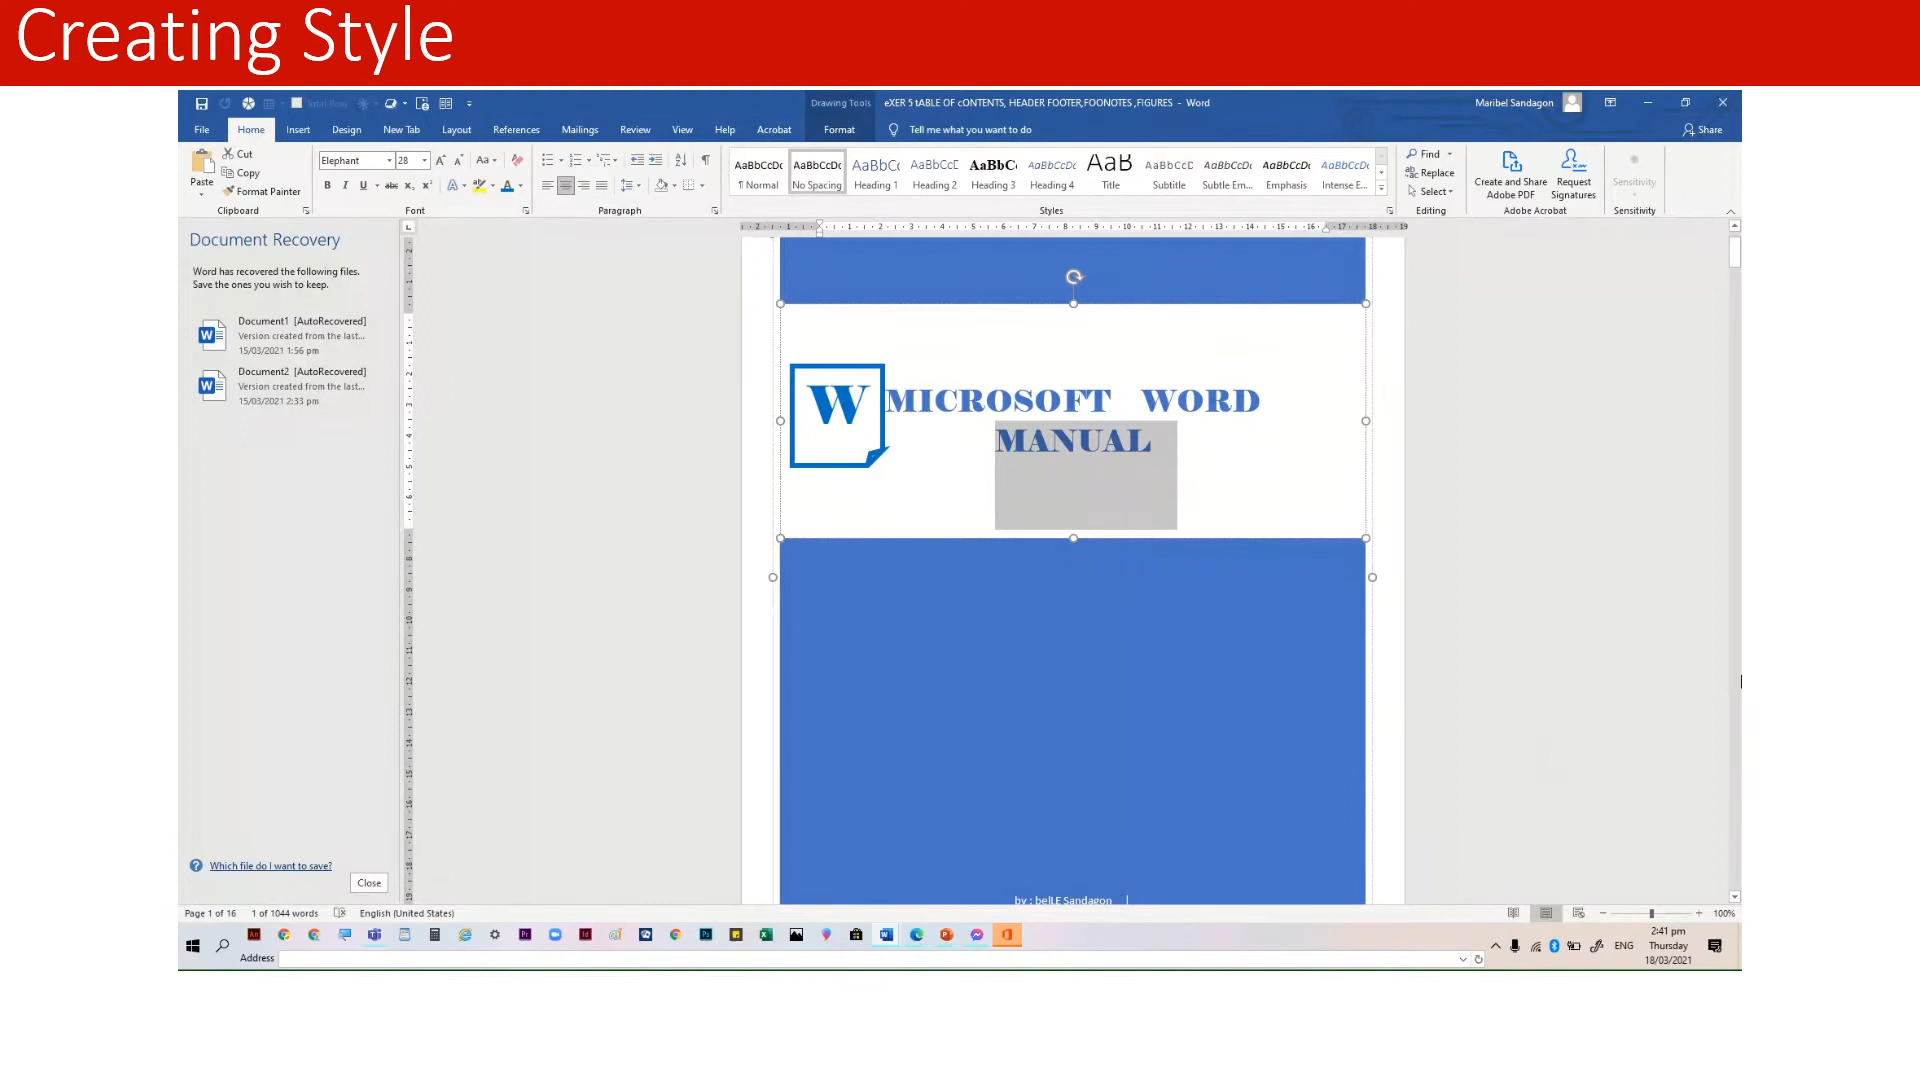 Creating Style
Drawing Tools
eXER 5 tABLE OF cONTENTS, HEADER FOOTER,FOONOTES ,FIGURES - Word
Maribel Sandagon
File Home Insert Design New Tab Layout References Mailings Review View Help Acrobat Format Tell me what you want to do Share
Paste
Cut
Copy
Format Painter
Clipboard
Elephant 28
Font
Paragraph
AaBbCcDc AaBbCcDc AaBbCc AaBbCcD AaBbC AaBbCcDc AaB AaBbCcD AaBbCcDc AaBbCcDc AaBbCcDc
¶ Normal No Spacing Heading 1 Heading 2 Heading 3 Heading 4 Title Subtitle Subtle Em... Emphasis Intense E...
Styles
Find
Replace
Select
Editing
Create and Share
Adobe PDF
Request
Signatures
Adobe Acrobat
Sensitivity
Sensitivity
Document Recovery
Word has recovered the following files.
Save the ones you wish to keep.
Document1 [AutoRecovered]
Version created from the last...
15/03/2021 1:56 pm
Document2 [AutoRecovered]
Version created from the last...
15/03/2021 2:33 pm
W
MICROSOFT WORD
MANUAL
by : belLE Sandagon
Which file do I want to save?
Close
Page 1 of 16 1 of 1044 words English (United States)
100%
Address
ENG
2:41 pm
Thursday
18/03/2021